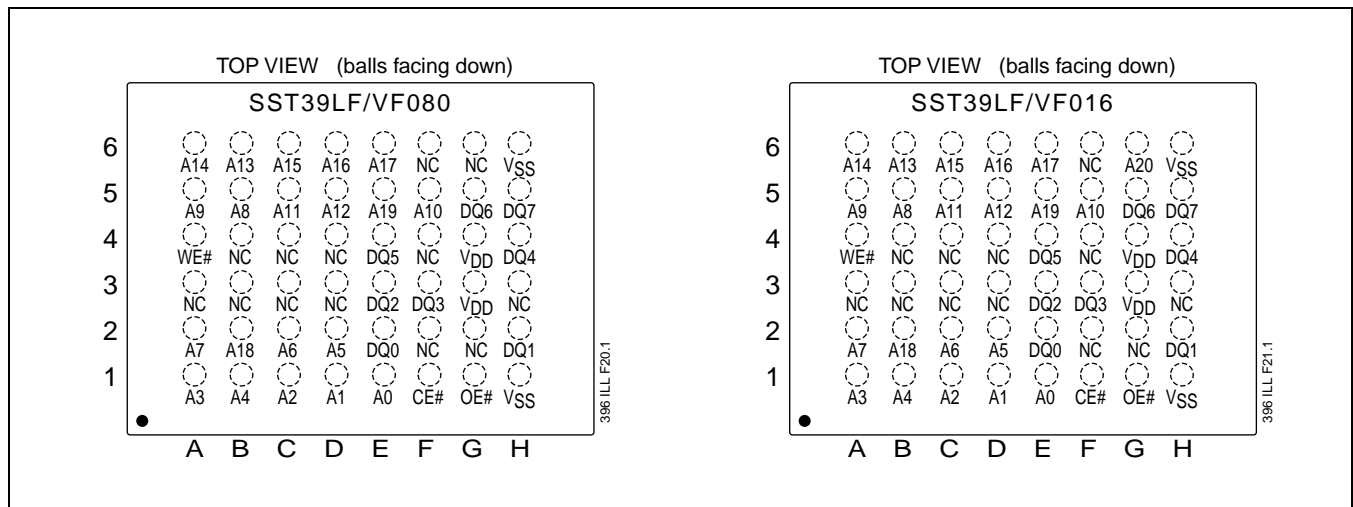 TOP VIEW (balls facing down)
SST39LF/VF080
6
A14 A13 A15 A16 A17 NC NC VSS
5
A9 A8 A11 A12 A19 A10 DQ6 DQ7
4
WE# NC NC NC DQ5 NC VDD DQ4
3
NC NC NC NC DQ2 DQ3 VDD NC
2
A7 A18 A6 A5 DQ0 NC NC DQ1
1
A3 A4 A2 A1 A0 CE# OE# VSS
A B C D E F G H
396 ILL F20.1
TOP VIEW (balls facing down)
SST39LF/VF016
6
A14 A13 A15 A16 A17 NC A20 VSS
5
A9 A8 A11 A12 A19 A10 DQ6 DQ7
4
WE# NC NC NC DQ5 NC VDD DQ4
3
NC NC NC NC DQ2 DQ3 VDD NC
2
A7 A18 A6 A5 DQ0 NC NC DQ1
1
A3 A4 A2 A1 A0 CE# OE# VSS
A B C D E F G H
396 ILL F21.1